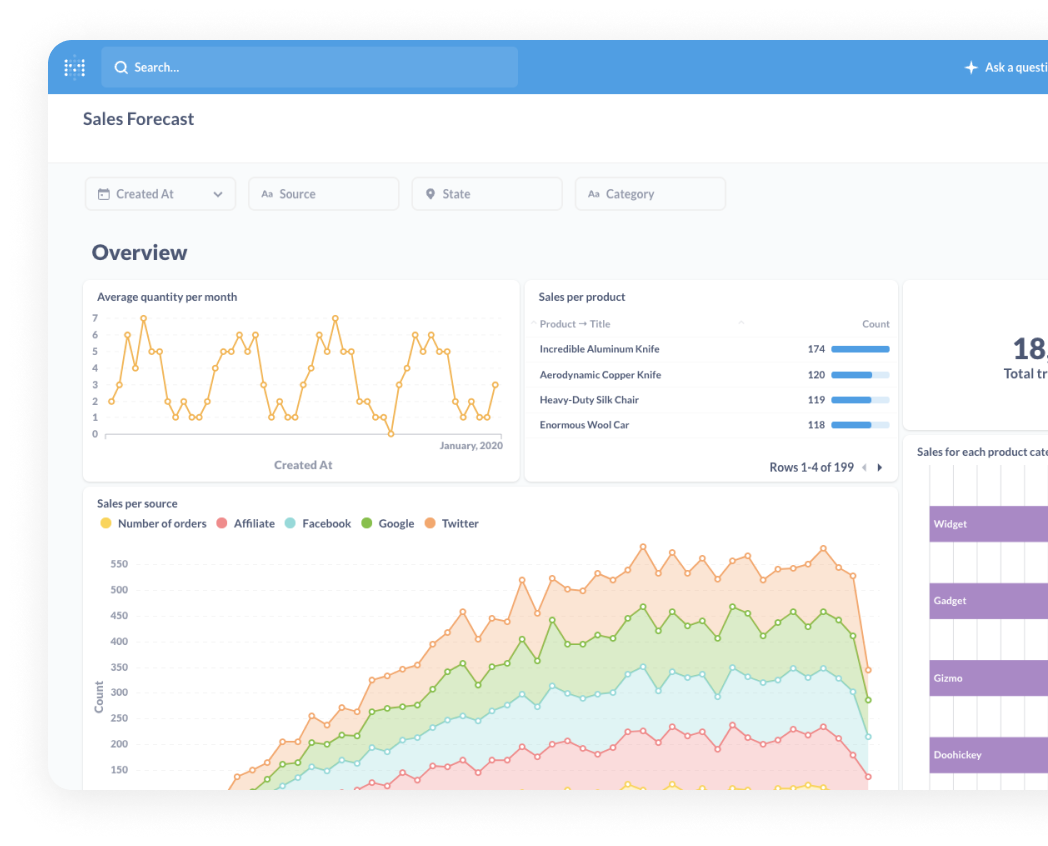 Search...
Ask a questi
Sales Forecast
Created At
Aa Source
State
Aa Category
Overview
Average quantity per month
7
6
5
4
3
2
1
0
January, 2020
Created At
Sales per product
Product → Title Count
Incredible Aluminum Knife 174
Aerodynamic Copper Knife 120
Heavy-Duty Silk Chair 119
Enormous Wool Car 118
Rows 1-4 of 199
18,
Total tr
Sales per source
Number of orders Affiliate Facebook Google Twitter
550
500
450
400
350
300
250
200
150
Count
Sales for each product cate
Widget
Gadget
Gizmo
Doohickey